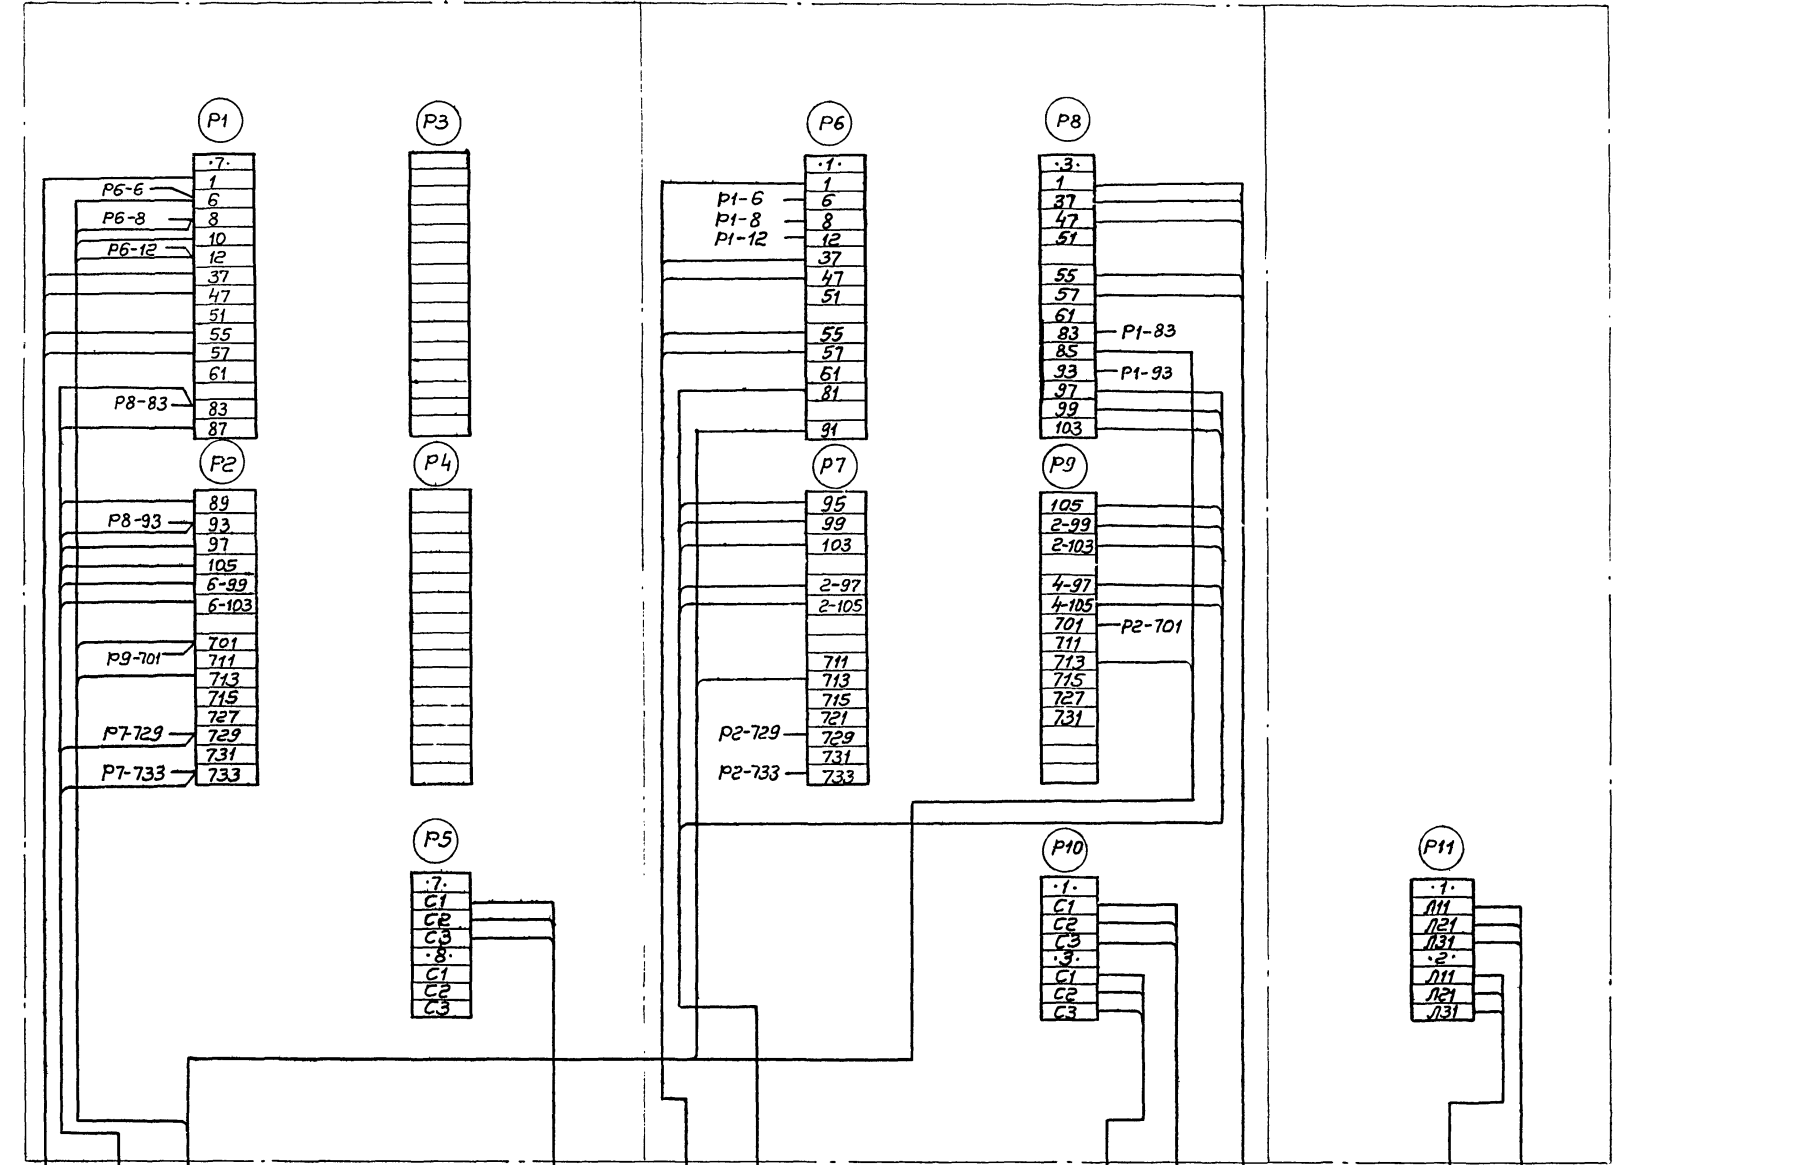 P1
P6-6
P6-8
P6-12
P8-83
·7·
1
6
8
10
12
37
47
51
55
57
61
83
87
P2
P8-93
P9-701
P7-729
P7-733
89
93
97
105
6-99
6-103
701
711
713
715
727
729
731
733
P3
P4
P5
·7·
C1
C2
C3
·8·
C1
C2
C3
P6
P1-6
P1-8
P1-12
·1·
1
6
8
12
37
47
51
55
57
61
81
91
P7
P2-729
P2-733
95
99
103
2-97
2-105
711
713
715
721
729
731
733
P8
·3·
1
37
47
51
55
57
61
83
85
93
97
99
103
P1-83
P1-93
P9
105
2-99
2-103
4-97
4-105
701
711
713
715
727
731
P2-701
P10
·1·
C1
C2
C3
·3·
C1
C2
C3
P11
·1·
Л11
Л21
Л31
·2·
Л11
Л21
Л31